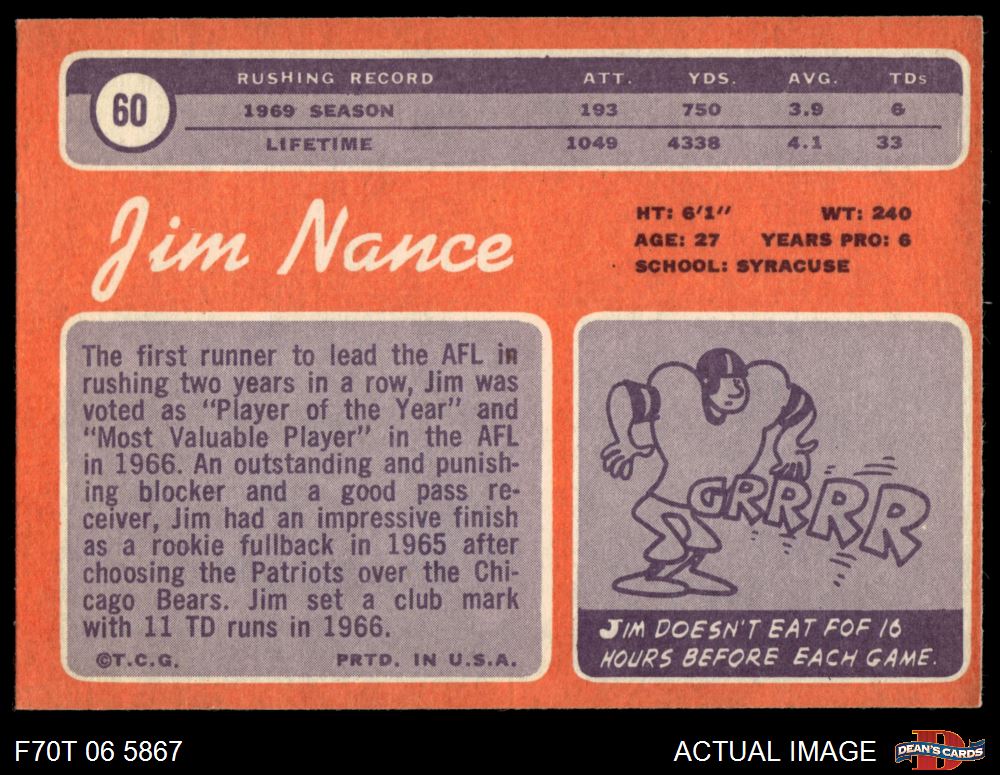 60
RUSHING RECORD ATT. YDS. AVG. TDs
1969 SEASON 193 750 3.9 6
LIFETIME 1049 4338 4.1 33
Jim Nance
HT: 6'1" WT: 240
AGE: 27 YEARS PRO: 6
SCHOOL: SYRACUSE
The first runner to lead the AFL in
rushing two years in a row, Jim was
voted as "Player of the Year" and
"Most Valuable Player" in the AFL
in 1966. An outstanding and punish-
ing blocker and a good pass re-
ceiver, Jim had an impressive finish
as a rookie fullback in 1965 after
choosing the Patriots over the Chi-
cago Bears. Jim set a club mark
with 11 TD runs in 1966.
©T.C.G. PRTD. IN U.S.A.
GRRRR
JIM DOESN'T EAT FOF 16
HOURS BEFORE EACH GAME.
F70T 06 5867
ACTUAL IMAGE
DEAN'S CARDS